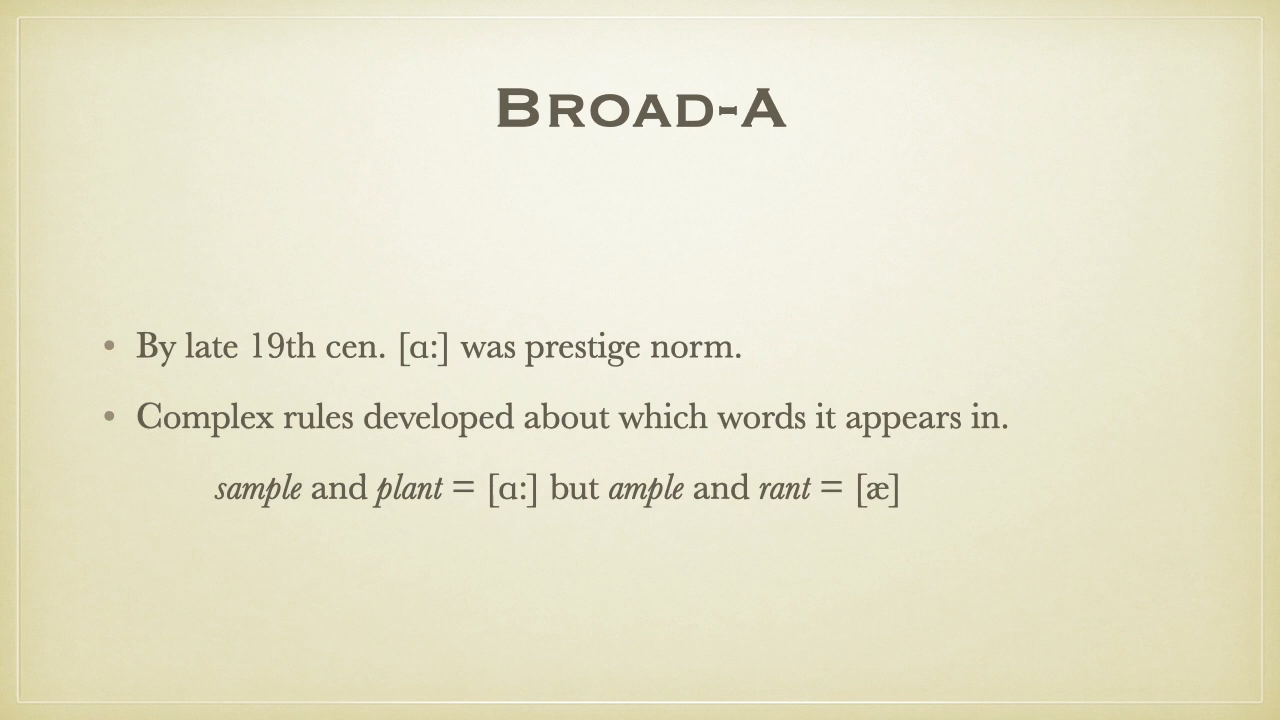 Broad-A
• By late 19th cen. [ɑ:] was prestige norm.
• Complex rules developed about which words it appears in.
sample and plant = [ɑ:] but ample and rant = [æ]